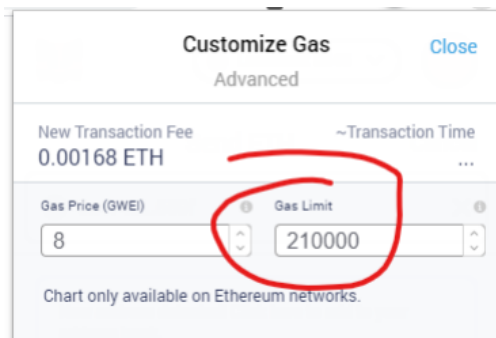 Customize Gas Close
Advanced
New Transaction Fee ~Transaction Time
0.00168 ETH ...
Gas Price (GWEI) Gas Limit
8 210000
Chart only available on Ethereum networks.